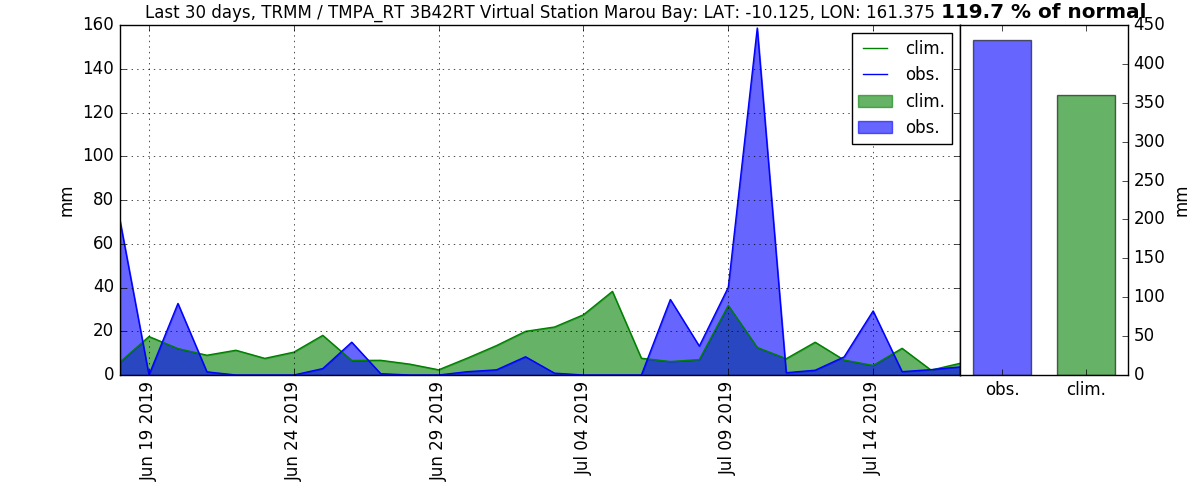 Last 30 days, TRMM / TMPA_RT 3B42RT Virtual Station Marou Bay: LAT: -10.125, LON: 161.375 119.7 % of normal
160
140
120
100
80
60
40
20
0
mm
clim.
obs.
clim.
obs.
Jun 19 2019
Jun 24 2019
Jun 29 2019
Jul 04 2019
Jul 09 2019
Jul 14 2019
450
400
350
300
250
200
150
100
50
0
mm
obs.
clim.